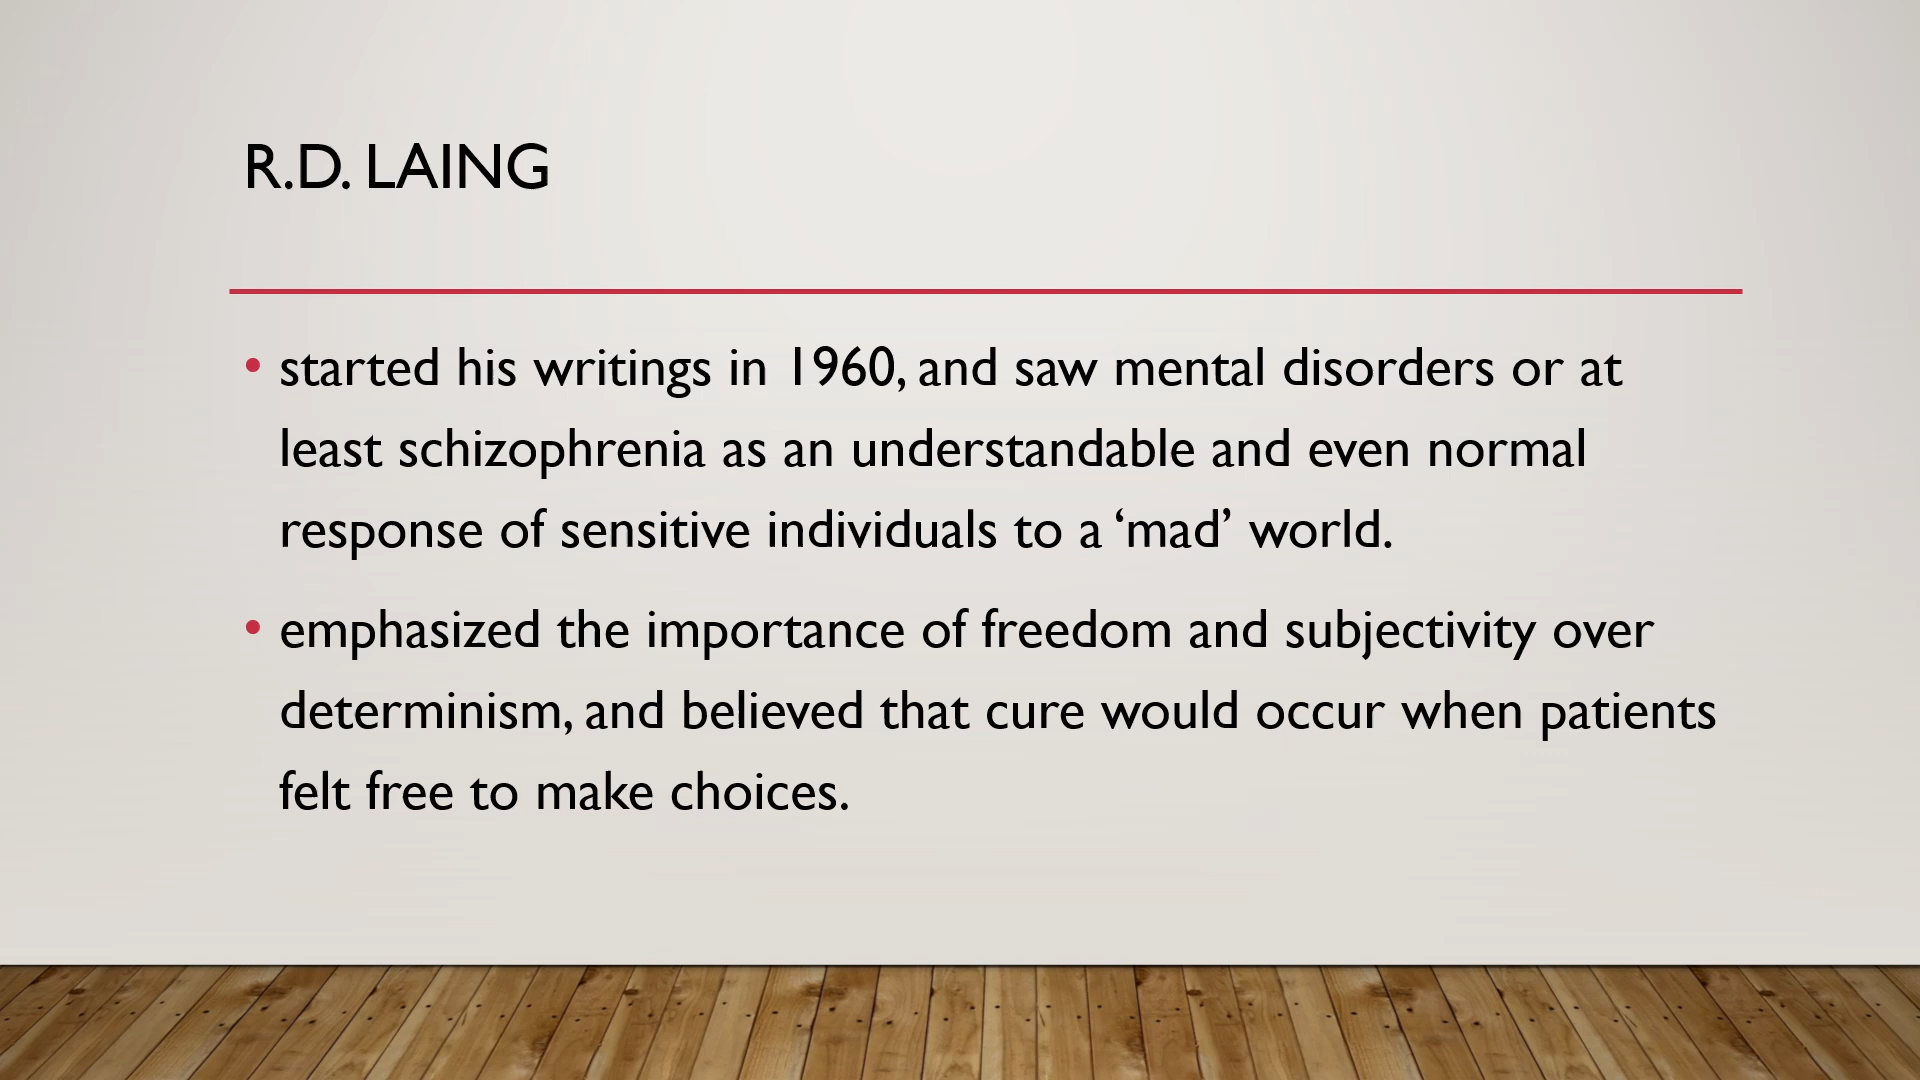 R.D. LAING
• started his writings in 1960, and saw mental disorders or at
least schizophrenia as an understandable and even normal
response of sensitive individuals to a ‘mad’ world.
• emphasized the importance of freedom and subjectivity over
determinism, and believed that cure would occur when patients
felt free to make choices.